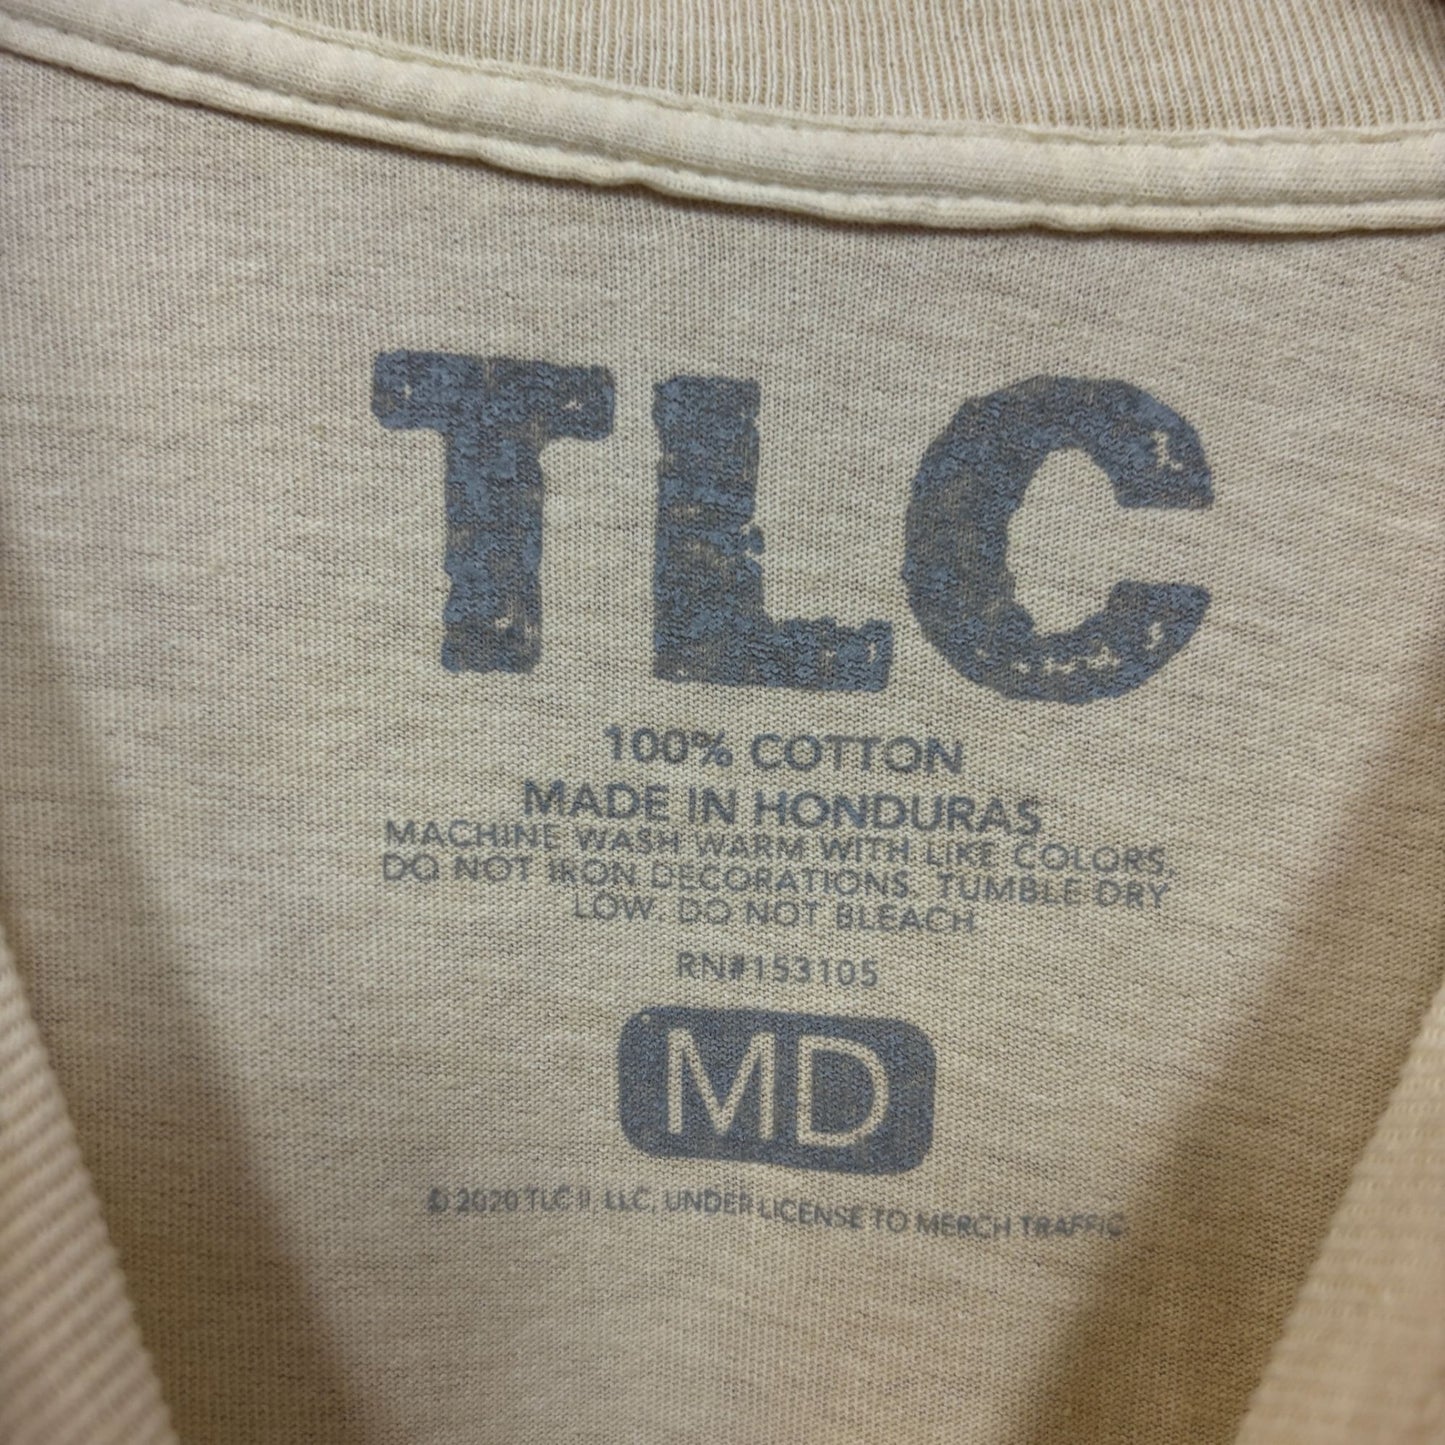 TLC
100% COTTON
MADE IN HONDURAS
MACHINE WASH WARM WITH LIKE COLORS,
DO NOT IRON DECORATIONS. TUMBLE DRY
LOW. DO NOT BLEACH
RN#153105
MD
© 2020 TLC II, LLC, UNDER LICENSE TO MERCH TRAFFIC